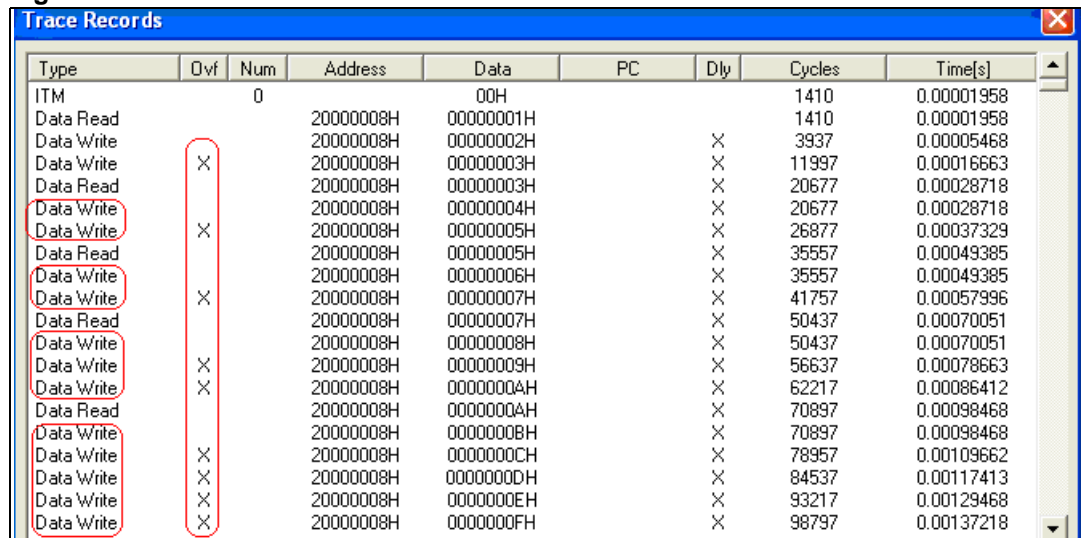 Trace Records
Type Ovf Num Address Data PC Dly Cycles Time[s]
ITM 0 00H 1410 0.00001958
Data Read 20000008H 00000001H 1410 0.00001958
Data Write 20000008H 00000002H X 3937 0.00005468
Data Write X 20000008H 00000003H X 11997 0.00016663
Data Read 20000008H 00000003H X 20677 0.00028718
Data Write 20000008H 00000004H X 20677 0.00028718
Data Write X 20000008H 00000005H X 26877 0.00037329
Data Read 20000008H 00000005H X 35557 0.00049385
Data Write 20000008H 00000006H X 35557 0.00049385
Data Write X 20000008H 00000007H X 41757 0.00057996
Data Read 20000008H 00000007H X 50437 0.00070051
Data Write 20000008H 00000008H X 50437 0.00070051
Data Write X 20000008H 00000009H X 56637 0.00078663
Data Write X 20000008H 0000000AH X 62217 0.00086412
Data Read 20000008H 0000000AH X 70897 0.00098468
Data Write 20000008H 0000000BH X 70897 0.00098468
Data Write X 20000008H 0000000CH X 78957 0.00109662
Data Write X 20000008H 0000000DH X 84537 0.00117413
Data Write X 20000008H 0000000EH X 93217 0.00129468
Data Write X 20000008H 0000000FH X 98797 0.00137218